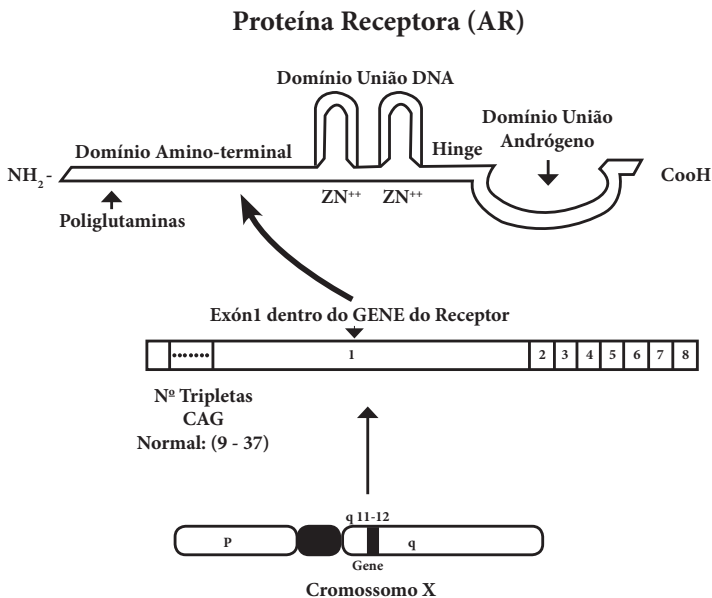 Proteína Receptora (AR)
Domínio União DNA
Domínio União
Andrógeno
Domínio Amino-terminal
Hinge
NH₂-
CooH
ZN⁺⁺ ZN⁺⁺
Poliglutaminas
Exón1 dentro do GENE do Receptor
....... 1 2 3 4 5 6 7 8
Nº Tripletas
CAG
Normal: (9 - 37)
q 11-12
P q
Gene
Cromossomo X